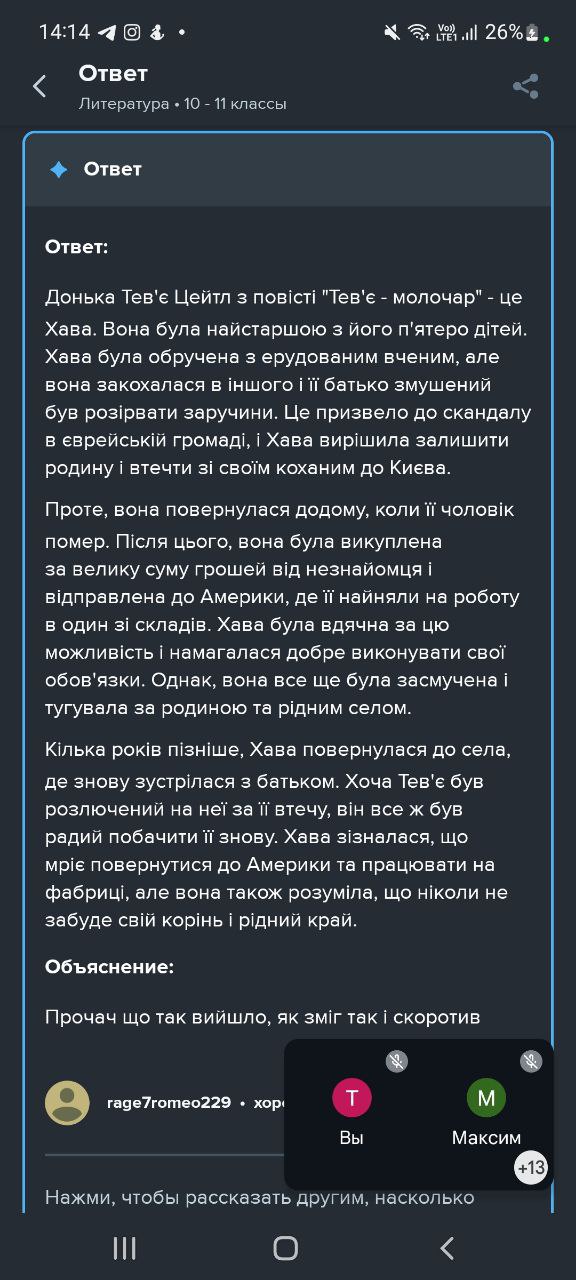 14:14
Vo)) LTE1 26%
Ответ
Литература • 10 - 11 классы
Ответ
Ответ:
Донька Тев'є Цейтл з повісті "Тев'є - молочар" - це
Хава. Вона була найстаршою з його п'ятеро дітей.
Хава була обручена з ерудованим вченим, але
вона закохалася в іншого і її батько змушений
був розірвати заручини. Це призвело до скандалу
в єврейській громаді, і Хава вирішила залишити
родину і втечти зі своїм коханим до Києва.
Проте, вона повернулася додому, коли її чоловік
помер. Після цього, вона була викуплена
за велику суму грошей від незнайомця і
відправлена до Америки, де її найняли на роботу
в один зі складів. Хава була вдячна за цю
можливість і намагалася добре виконувати свої
обов'язки. Однак, вона все ще була засмучена і
тугувала за родиною та рідним селом.
Кілька років пізніше, Хава повернулася до села,
де знову зустрілася з батьком. Хоча Тев'є був
розлючений на неї за її втечу, він все ж був
радий побачити її знову. Хава зізналася, що
мріє повернутися до Америки та працювати на
фабриці, але вона також розуміла, що ніколи не
забуде свій корінь і рідний край.
Объяснение:
Прочач що так вийшло, як зміг так і скоротив
rage7romeo229 •
Т М
Вы Максим
+13
Нажми, чтобы рассказать другим, насколько